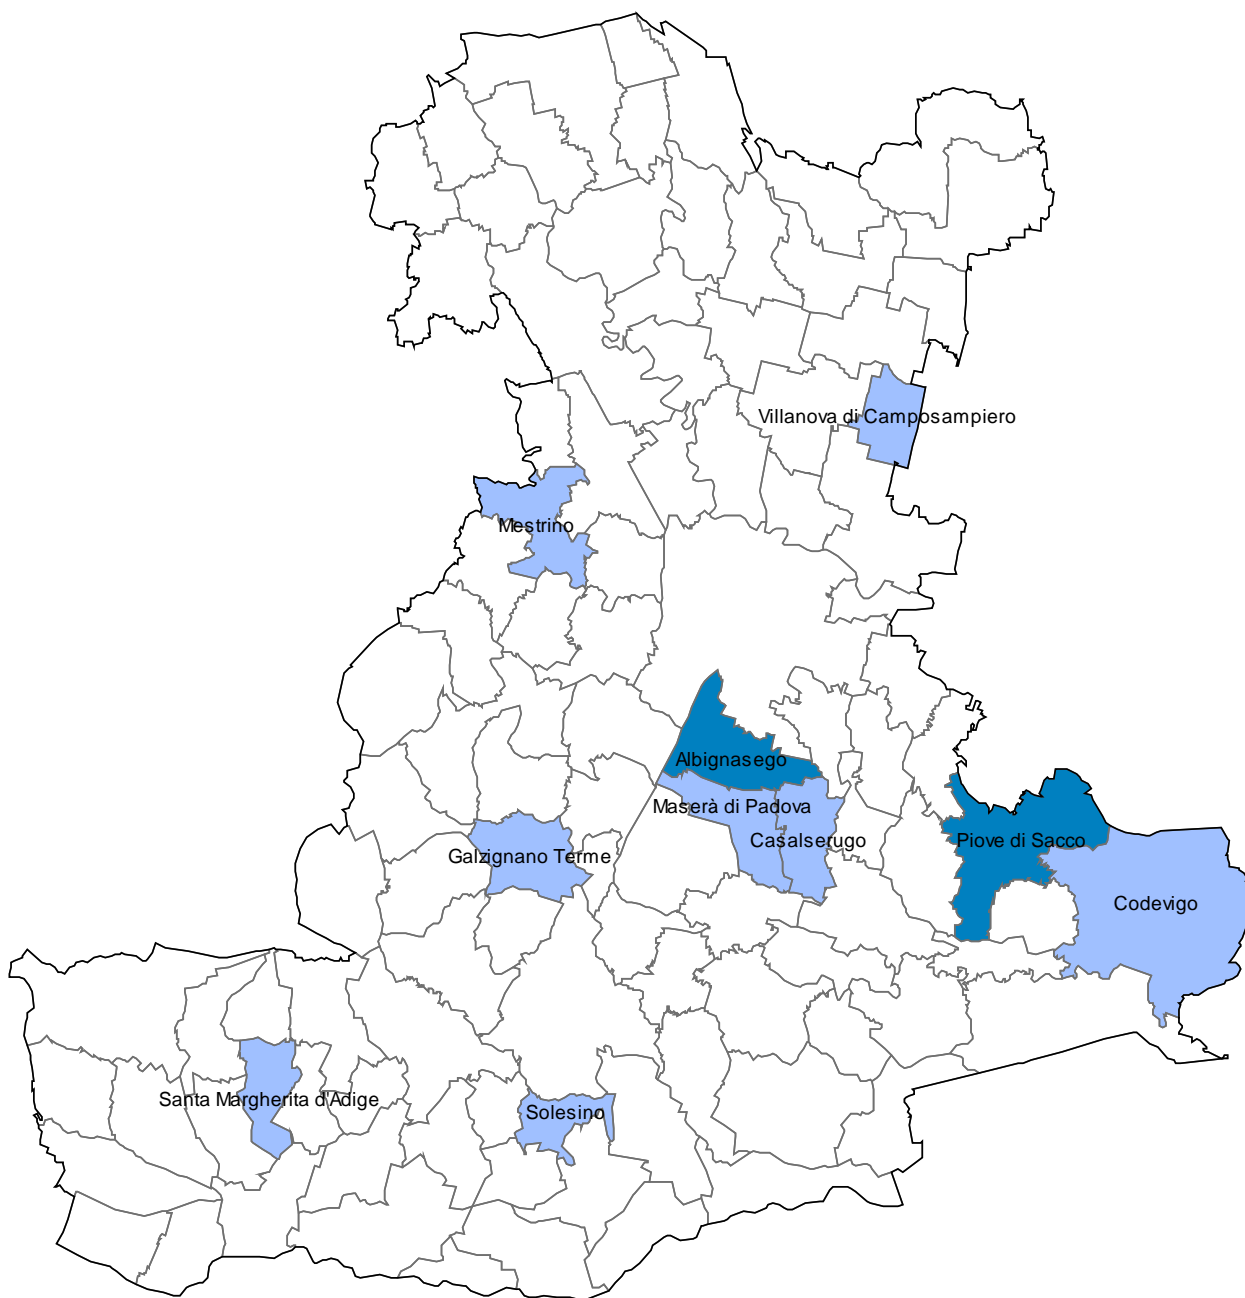 Villanova di Camposampiero
Mestrino
Albignasego
Maserà di Padova
Casalserugo
Piove di Sacco
Galzignano Terme
Codevigo
Santa Margherita d'Adige
Solesino